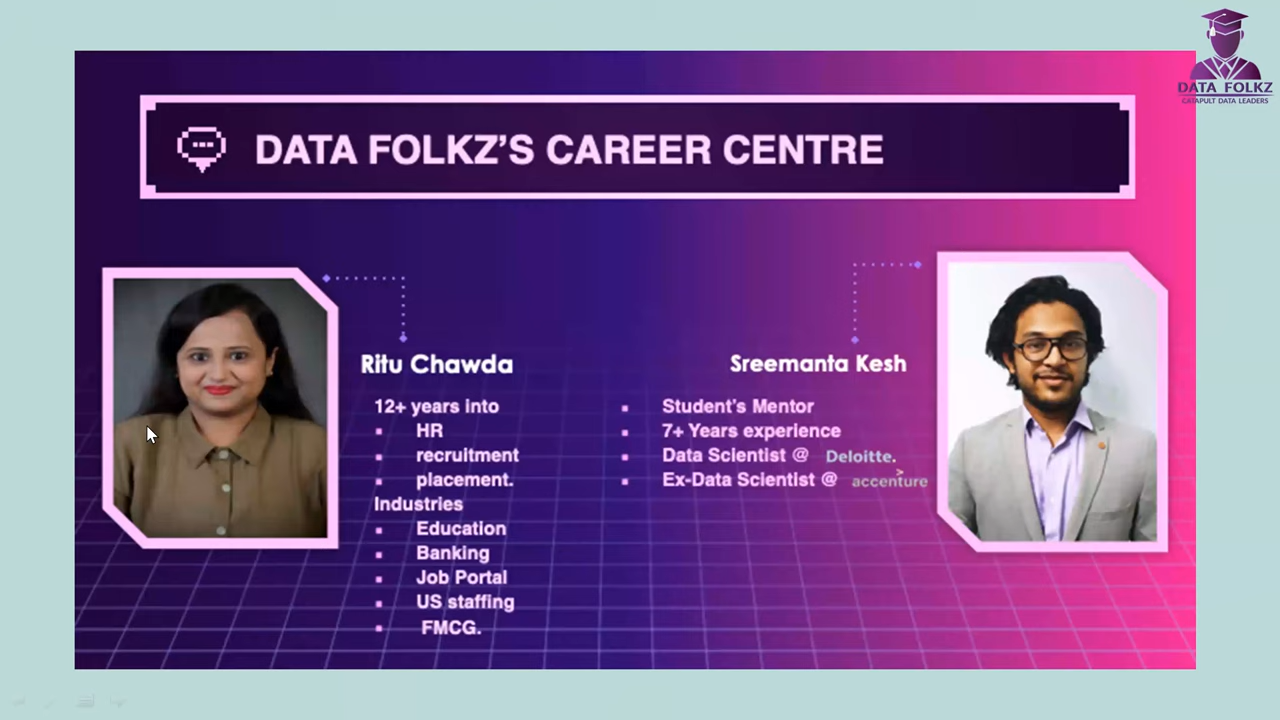 DATA FOLKZ
CATAPULT DATA LEADERS
DATA FOLKZ'S CAREER CENTRE
Ritu Chawda
12+ years into
▪ HR
▪ recruitment
▪ placement.
Industries
▪ Education
▪ Banking
▪ Job Portal
▪ US staffing
▪ FMCG.
Sreemanta Kesh
▪ Student's Mentor
▪ 7+ Years experience
▪ Data Scientist @ Deloitte.
▪ Ex-Data Scientist @ accenture